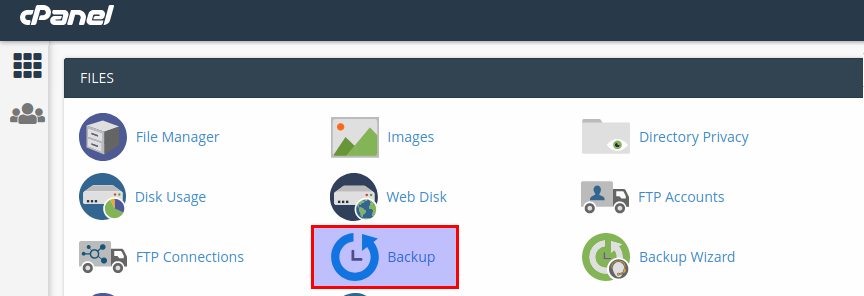 cPanel
FILES
File Manager
Images
Directory Privacy
Disk Usage
Web Disk
FTP Accounts
FTP Connections
Backup
Backup Wizard